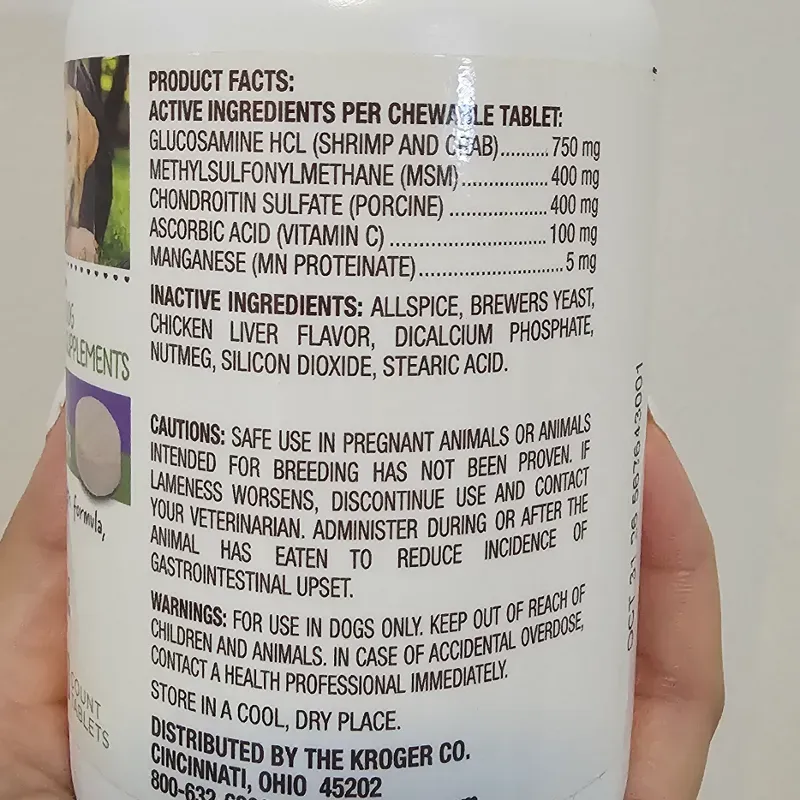 PRODUCT FACTS:
ACTIVE INGREDIENTS PER CHEWABLE TABLET:
GLUCOSAMINE HCL (SHRIMP AND CRAB)..........750 mg
METHYLSULFONYLMETHANE (MSM)...............400 mg
CHONDROITIN SULFATE (PORCINE) .................400 mg
ASCORBIC ACID (VITAMIN C) ...........................100 mg
MANGANESE (MN PROTEINATE)..........................5 mg
INACTIVE INGREDIENTS: ALLSPICE, BREWERS YEAST,
CHICKEN LIVER FLAVOR, DICALCIUM PHOSPHATE,
NUTMEG, SILICON DIOXIDE, STEARIC ACID.
CAUTIONS: SAFE USE IN PREGNANT ANIMALS OR ANIMALS
INTENDED FOR BREEDING HAS NOT BEEN PROVEN. IF
LAMENESS WORSENS, DISCONTINUE USE AND CONTACT
YOUR VETERINARIAN. ADMINISTER DURING OR AFTER THE
ANIMAL HAS EATEN TO REDUCE INCIDENCE OF
GASTROINTESTINAL UPSET.
WARNINGS: FOR USE IN DOGS ONLY. KEEP OUT OF REACH OF
CHILDREN AND ANIMALS. IN CASE OF ACCIDENTAL OVERDOSE,
CONTACT A HEALTH PROFESSIONAL IMMEDIATELY.
STORE IN A COOL, DRY PLACE.
DISTRIBUTED BY THE KROGER CO.
CINCINNATI, OHIO 45202
800-632-
formula,
COUNT
TABLETS
OCT 31 26